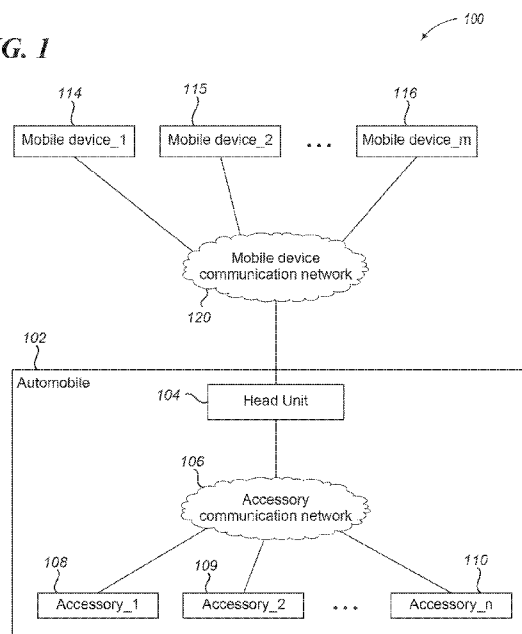 100
G. 1
114
115
116
Mobile device_1
Mobile device_2
...
Mobile device_m
Mobile device
communication network
120
102
Automobile
104
Head Unit
106
Accessory
communication network
108
109
110
Accessory_1
Accessory_2
...
Accessory_n